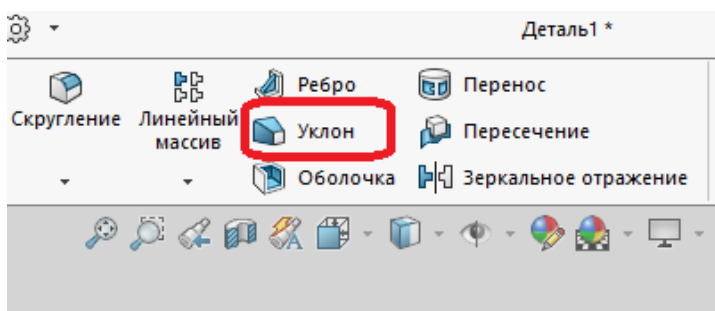 Деталь1 *
Скругление
Линейный
массив
Ребро
Уклон
Оболочка
Перенос
Пересечение
Зеркальное отражение